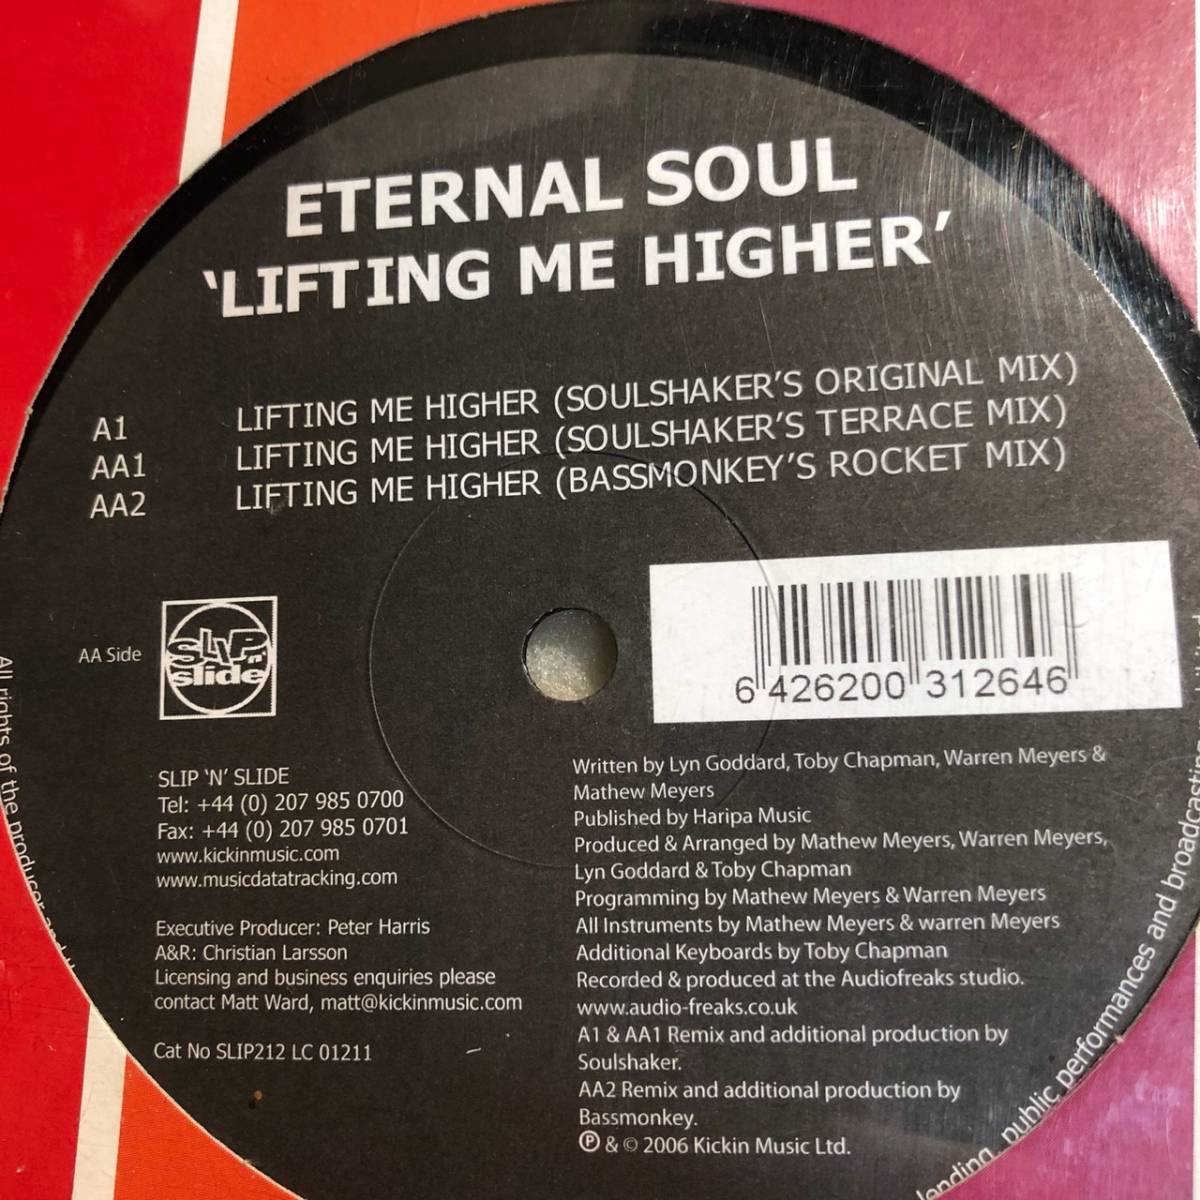 ETERNAL SOUL
‘LIFTING ME HIGHER’
A1 LIFTING ME HIGHER (SOULSHAKER’S ORIGINAL MIX)
AA1 LIFTING ME HIGHER (SOULSHAKER’S TERRACE MIX)
AA2 LIFTING ME HIGHER (BASSMONKEY’S ROCKET MIX)
AA Side
SLIP
'n'
slide
6 426200 312646
SLIP ‘N’ SLIDE
Tel: +44 (0) 207 985 0700
Fax: +44 (0) 207 985 0701
www.kickinmusic.com
www.musicdatatracking.com
Executive Producer: Peter Harris
A&R: Christian Larsson
Licensing and business enquiries please
contact Matt Ward, matt@kickinmusic.com
Cat No SLIP212 LC 01211
Written by Lyn Goddard, Toby Chapman, Warren Meyers &
Mathew Meyers
Published by Haripa Music
Produced & Arranged by Mathew Meyers, Warren Meyers,
Lyn Goddard & Toby Chapman
Programming by Mathew Meyers & Warren Meyers
All Instruments by Mathew Meyers & warren Meyers
Additional Keyboards by Toby Chapman
Recorded & produced at the Audiofreaks studio.
www.audio-freaks.co.uk
A1 & AA1 Remix and additional production by
Soulshaker.
AA2 Remix and additional production by
Bassmonkey.
℗ & © 2006 Kickin Music Ltd.
All rights of the producer and
lending, public performances and broadcasting